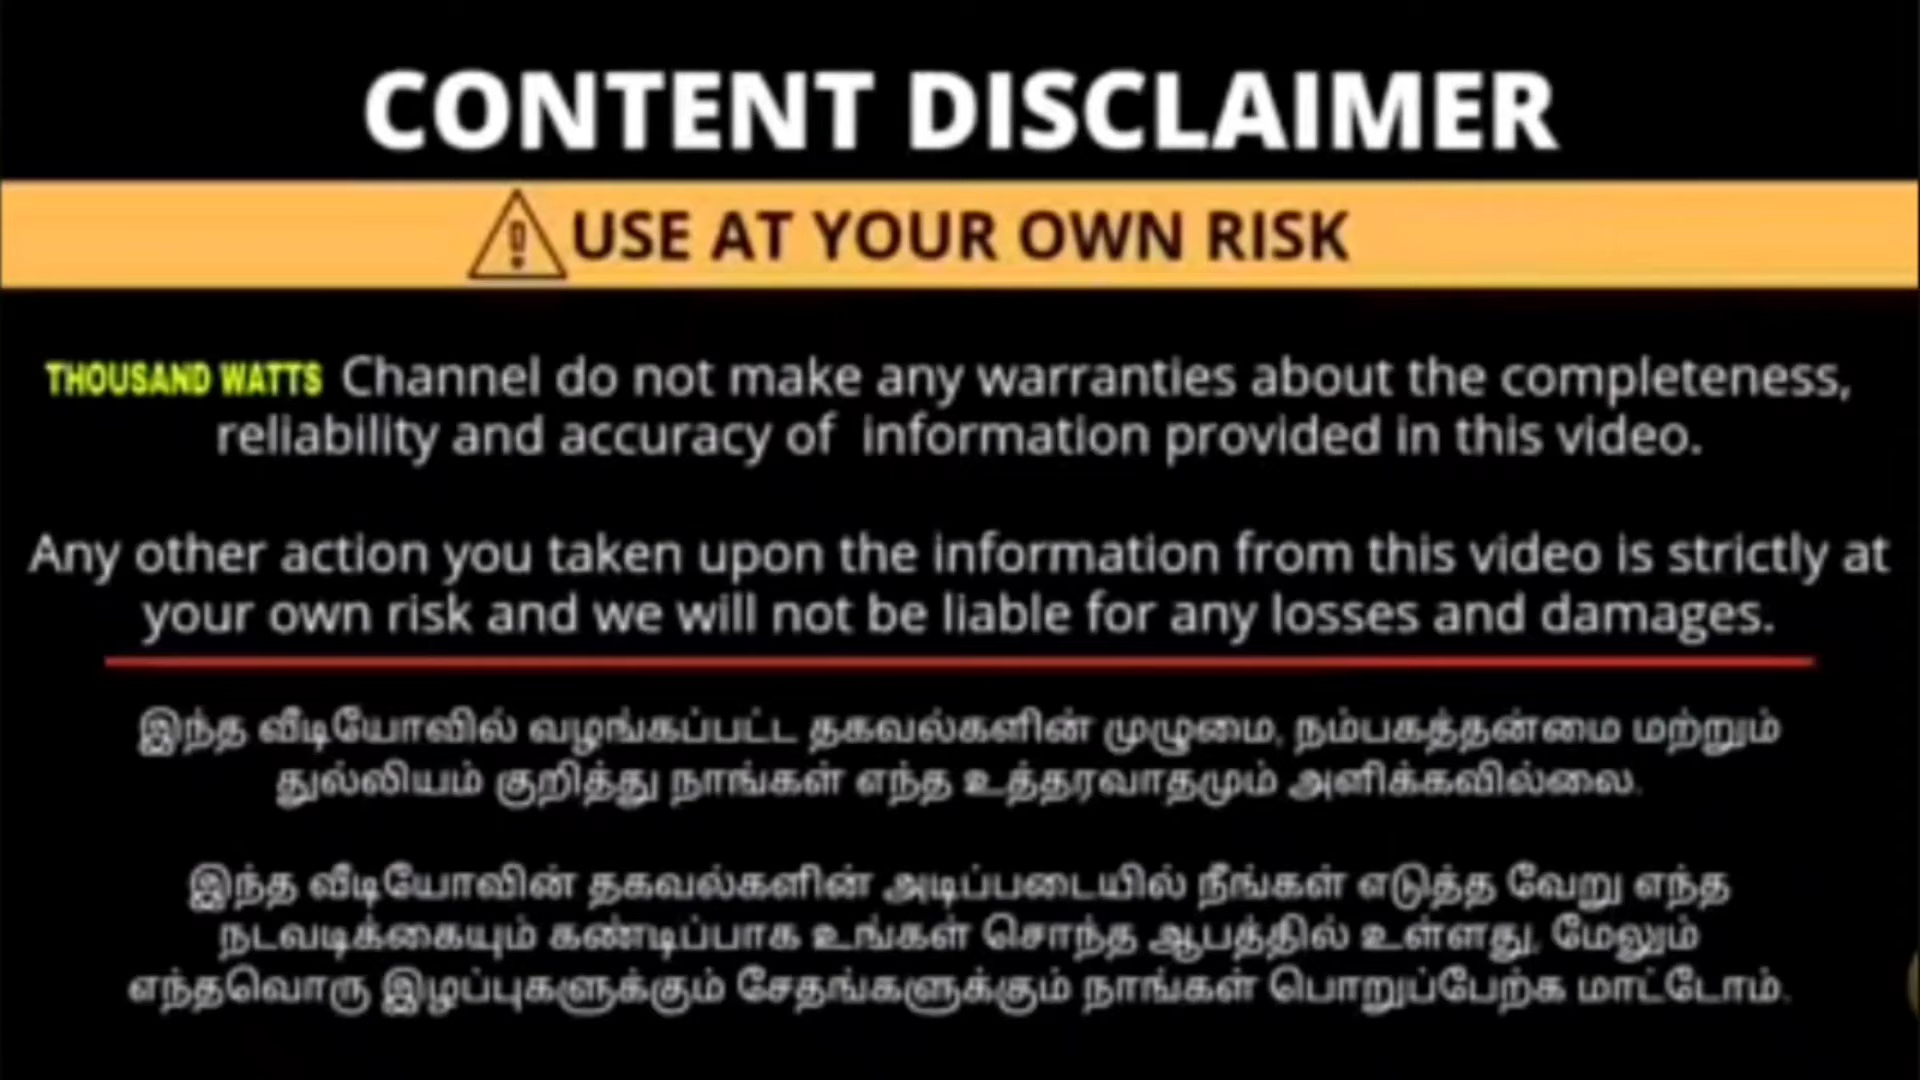 CONTENT DISCLAIMER
USE AT YOUR OWN RISK
THOUSAND WATTS Channel do not make any warranties about the completeness,
reliability and accuracy of information provided in this video.
Any other action you taken upon the information from this video is strictly at
your own risk and we will not be liable for any losses and damages.
இந்த வீடியோவில் வழங்கப்பட்ட தகவல்களின் முழுமை, நம்பகத்தன்மை மற்றும்
துல்லியம் குறித்து நாங்கள் எந்த உத்தரவாதமும் அளிக்கவில்லை.
இந்த வீடியோவின் தகவல்களின் அடிப்படையில் நீங்கள் எடுத்த வேறு எந்த
நடவடிக்கையும் கண்டிப்பாக உங்கள் சொந்த ஆபத்தில் உள்ளது, மேலும்
எந்தவொரு இழப்புகளுக்கும் சேதங்களுக்கும் நாங்கள் பொறுப்பேற்க மாட்டோம்.